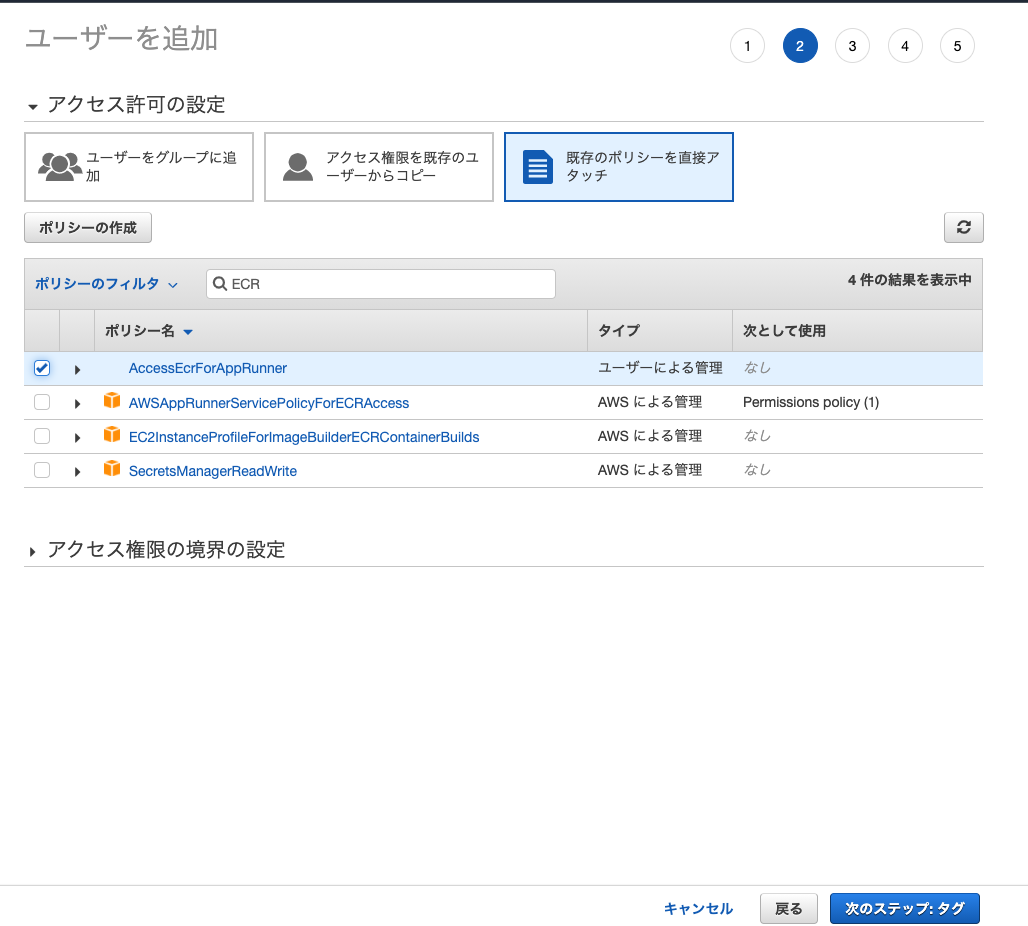 ユーザーを追加
1 2 3 4 5
アクセス許可の設定
ユーザーをグループに追
加
アクセス権限を既存のユ
ーザーからコピー
既存のポリシーを直接ア
タッチ
ポリシーの作成
ポリシーのフィルタ ECR 4 件の結果を表示中
ポリシー名 タイプ 次として使用
AccessEcrForAppRunner ユーザーによる管理 なし
AWSAppRunnerServicePolicyForECRAccess AWS による管理 Permissions policy (1)
EC2InstanceProfileForImageBuilderECRContainerBuilds AWS による管理 なし
SecretsManagerReadWrite AWS による管理 なし
アクセス権限の境界の設定
キャンセル 戻る 次のステップ: タグ